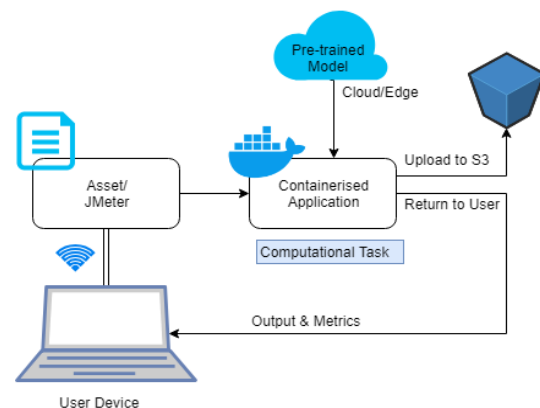 Pre-trained
Model
Cloud/Edge
Asset/
JMeter
Containerised
Application
Upload to S3
Return to User
Computational Task
Output & Metrics
User Device